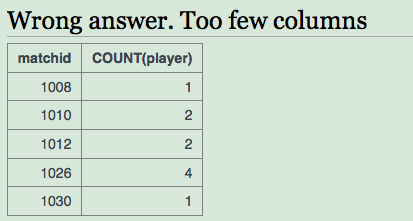 Wrong answer. Too few columns
matchid COUNT(player)
1008 1
1010 2
1012 2
1026 4
1030 1